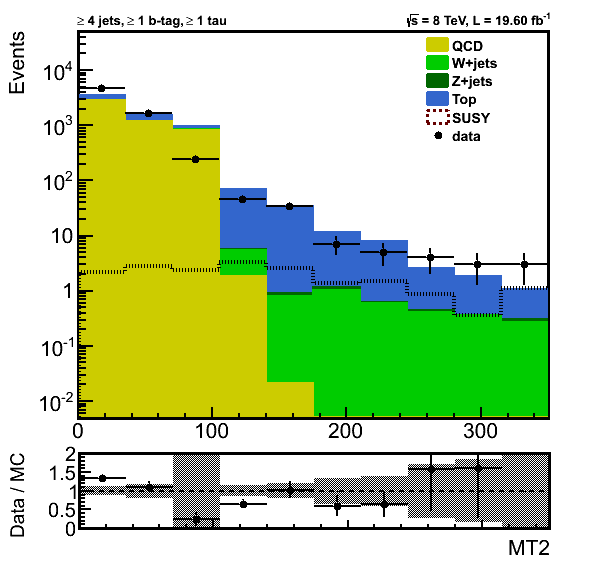 ≥ 4 jets, ≥ 1 b-tag, ≥ 1 tau
√s = 8 TeV, L = 19.60 fb⁻¹
Events
QCD
W+jets
Z+jets
Top
SUSY
data
10⁴
10³
10²
10
1
10⁻¹
10⁻²
0 100 200 300
Data / MC
2
1.5
1
0.5
0
MT2